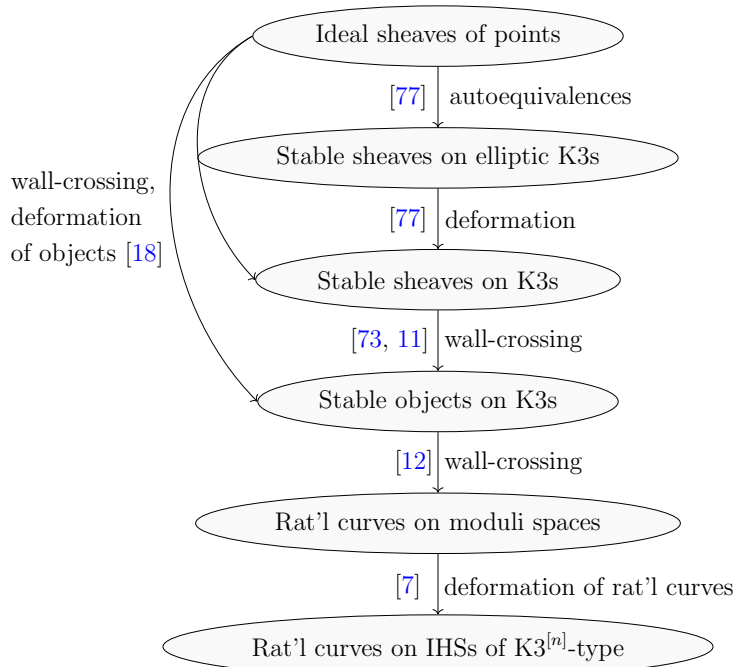 Ideal sheaves of points
[77] autoequivalences
Stable sheaves on elliptic K3s
wall-crossing,
deformation
of objects [18]
[77] deformation
Stable sheaves on K3s
[73, 11] wall-crossing
Stable objects on K3s
[12] wall-crossing
Rat'l curves on moduli spaces
[7] deformation of rat'l curves
Rat'l curves on IHSs of K3^[n]-type